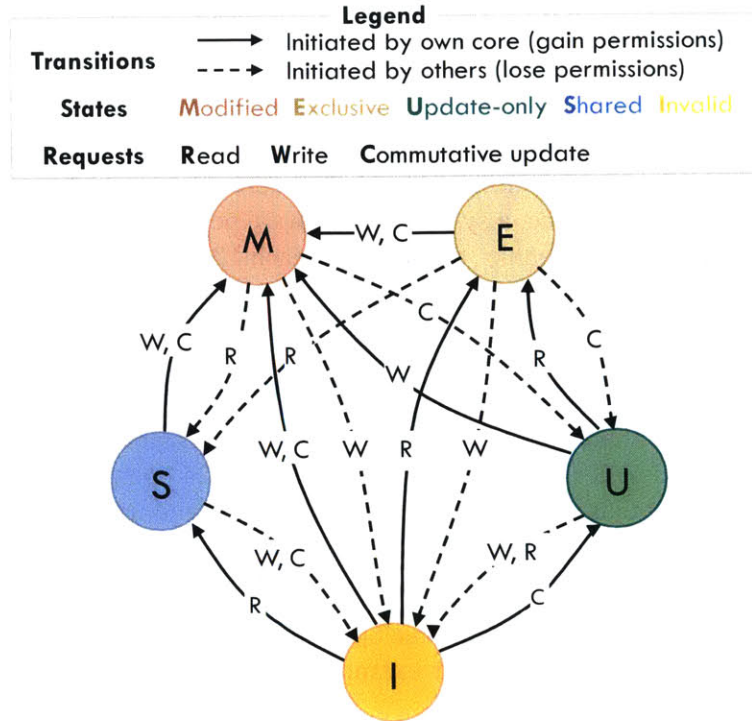 Legend
Transitions
Initiated by own core (gain permissions)
Initiated by others (lose permissions)
States Modified Exclusive Update-only Shared Invalid
Requests Read Write Commutative update
M
W, C
E
W, C
R
R
C
R
C
W
S
W, C
W
R
W
U
W, C
W, R
R
C
I